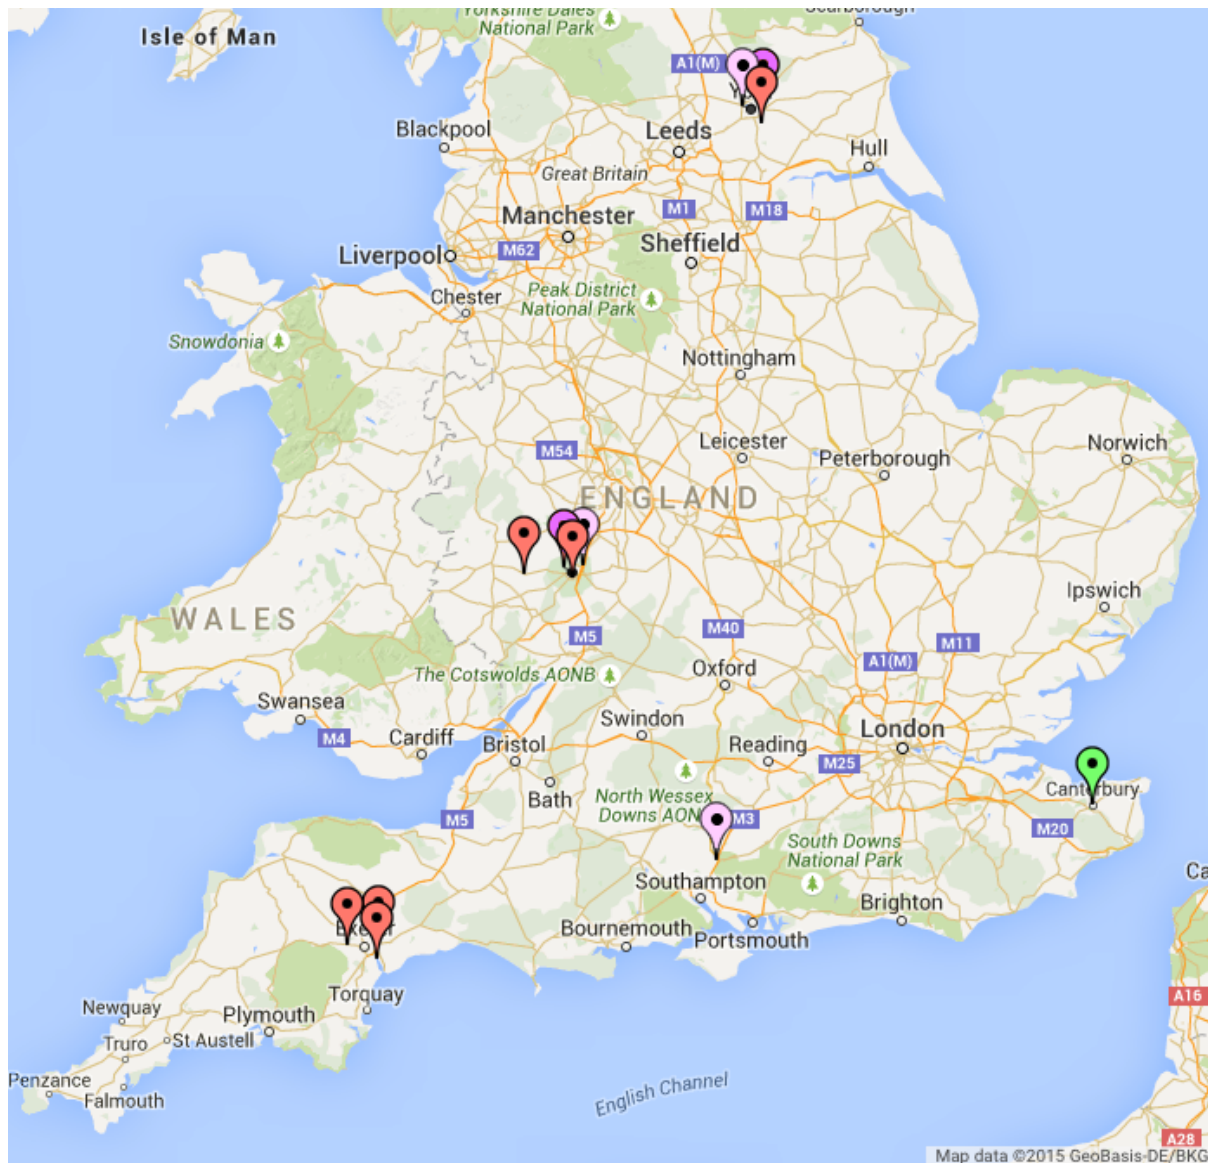 Yorkshire Dales
National Park
Scarborough
Isle of Man
A1(M)
Blackpool
Leeds
Hull
Great Britain
M1
M18
Manchester
Sheffield
Liverpool
M62
Peak District
National Park
Chester
Snowdonia
Nottingham
Leicester
Norwich
M54
Peterborough
ENGLAND
Ipswich
WALES
M5
M40
M11
A1(M)
The Cotswolds AONB
Oxford
Swansea
Swindon
London
M4
Cardiff
Bristol
Reading
M25
Bath
North Wessex
Downs AON
Canterbury
M5
M3
M20
South Downs
National Park
Southampton
Brighton
Ca
Bournemouth
Portsmouth
Torquay
A16
Newquay
Plymouth
Truro
St Austell
Penzance
Falmouth
English Channel
A28
Map data ©2015 GeoBasis-DE/BKG